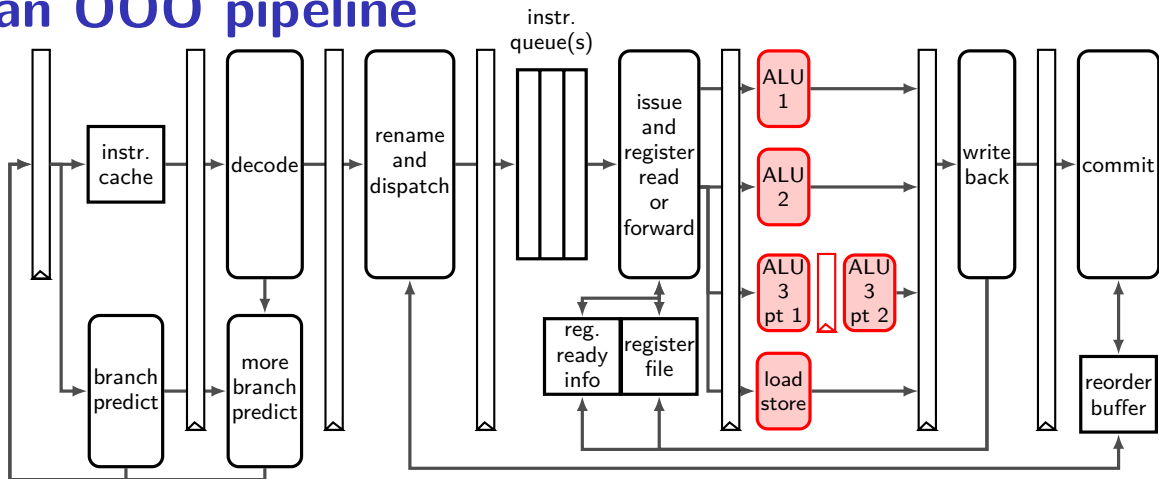 an OOO pipeline
instr.
queue(s)
instr.
cache
decode
rename
and
dispatch
issue
and
register
read
or
forward
ALU
1
ALU
2
ALU
3
pt 1
ALU
3
pt 2
load
store
write
back
commit
branch
predict
more
branch
predict
reg.
ready
info
register
file
reorder
buffer